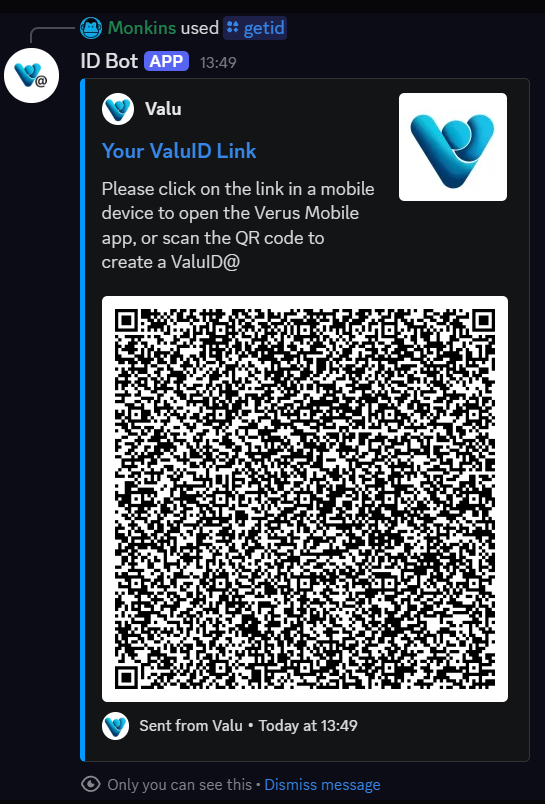 Monkins used getid
ID Bot APP 13:49
Valu
Your ValuID Link
Please click on the link in a mobile
device to open the Verus Mobile
app, or scan the QR code to
create a ValuID@
Sent from Valu • Today at 13:49
Only you can see this • Dismiss message